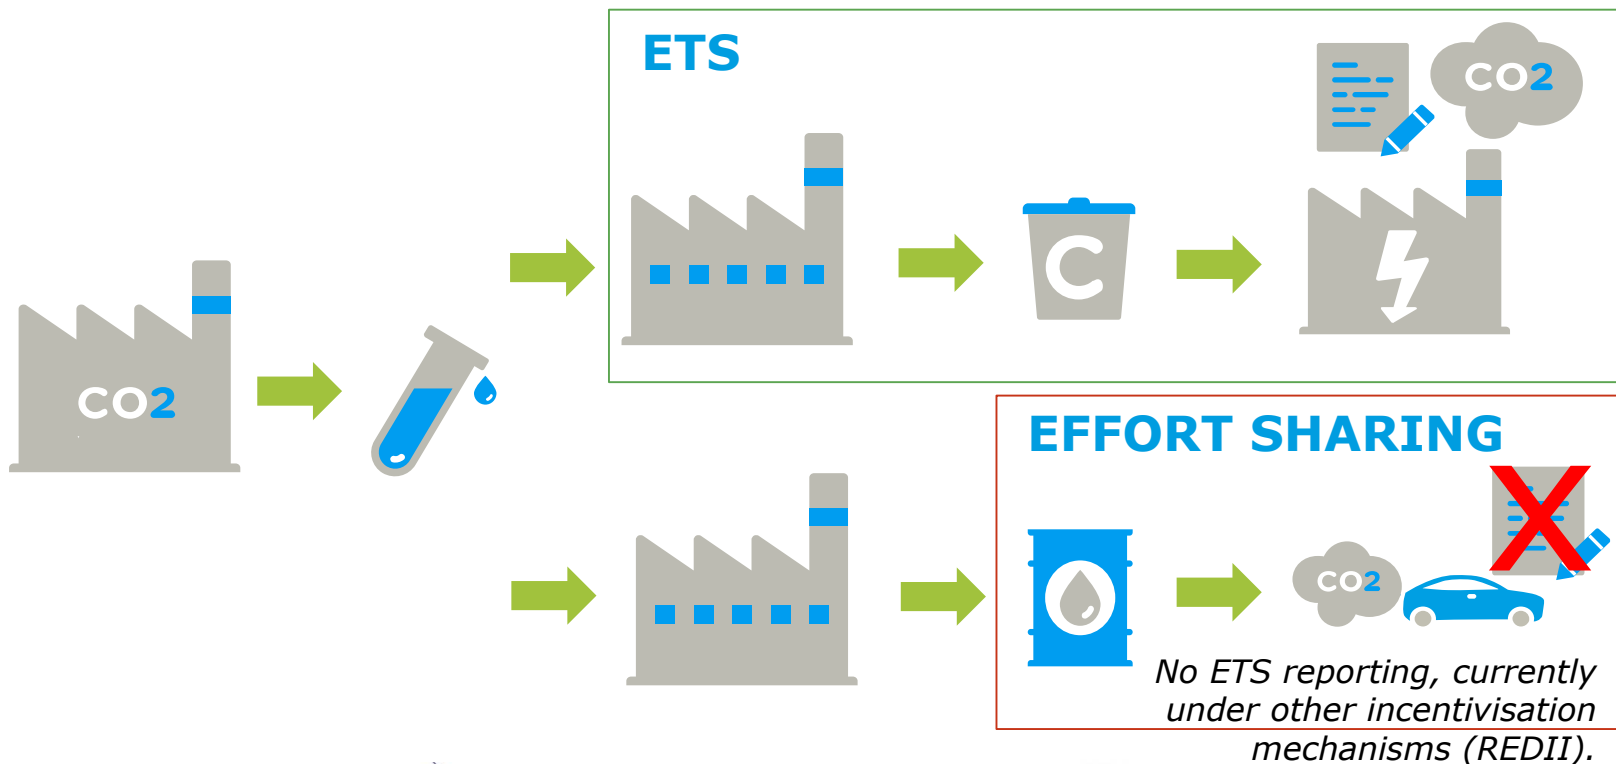 ETS
CO2
CO2
C
EFFORT SHARING
CO2
X
No ETS reporting, currently
under other incentivisation
mechanisms (REDII).